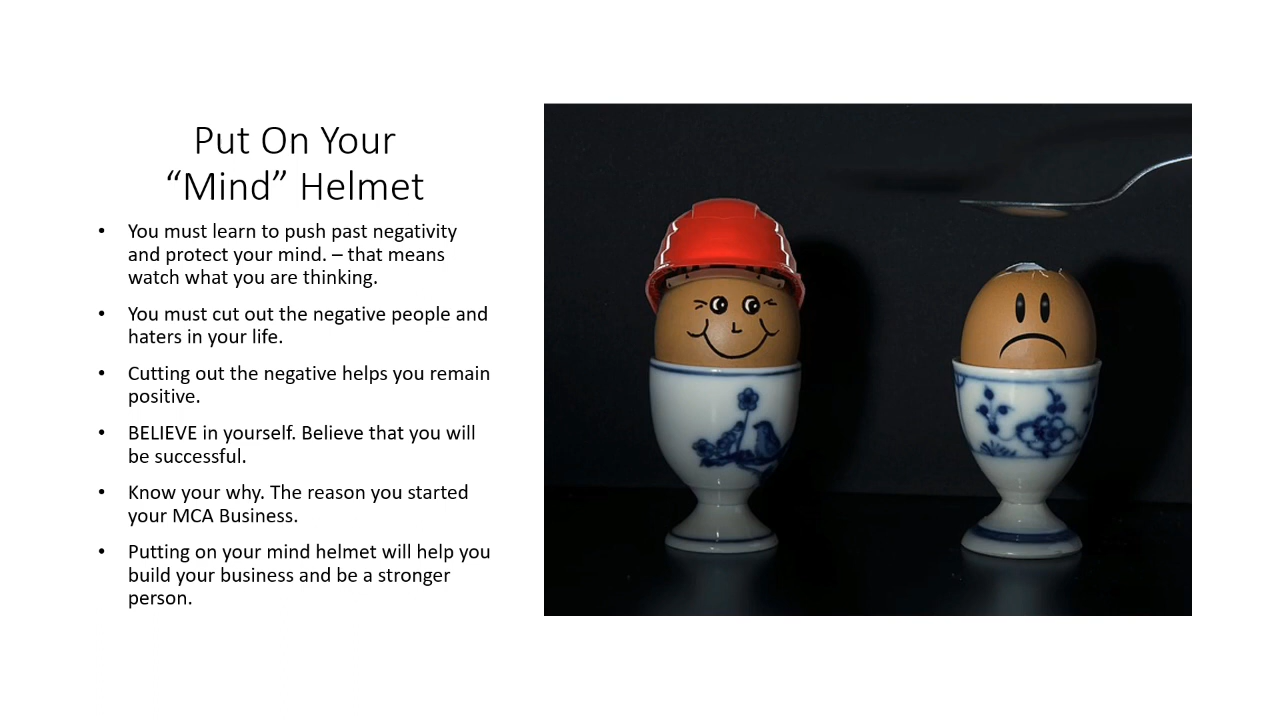 Put On Your
“Mind” Helmet
• You must learn to push past negativity
and protect your mind. – that means
watch what you are thinking.
• You must cut out the negative people and
haters in your life.
• Cutting out the negative helps you remain
positive.
• BELIEVE in yourself. Believe that you will
be successful.
• Know your why. The reason you started
your MCA Business.
• Putting on your mind helmet will help you
build your business and be a stronger
person.